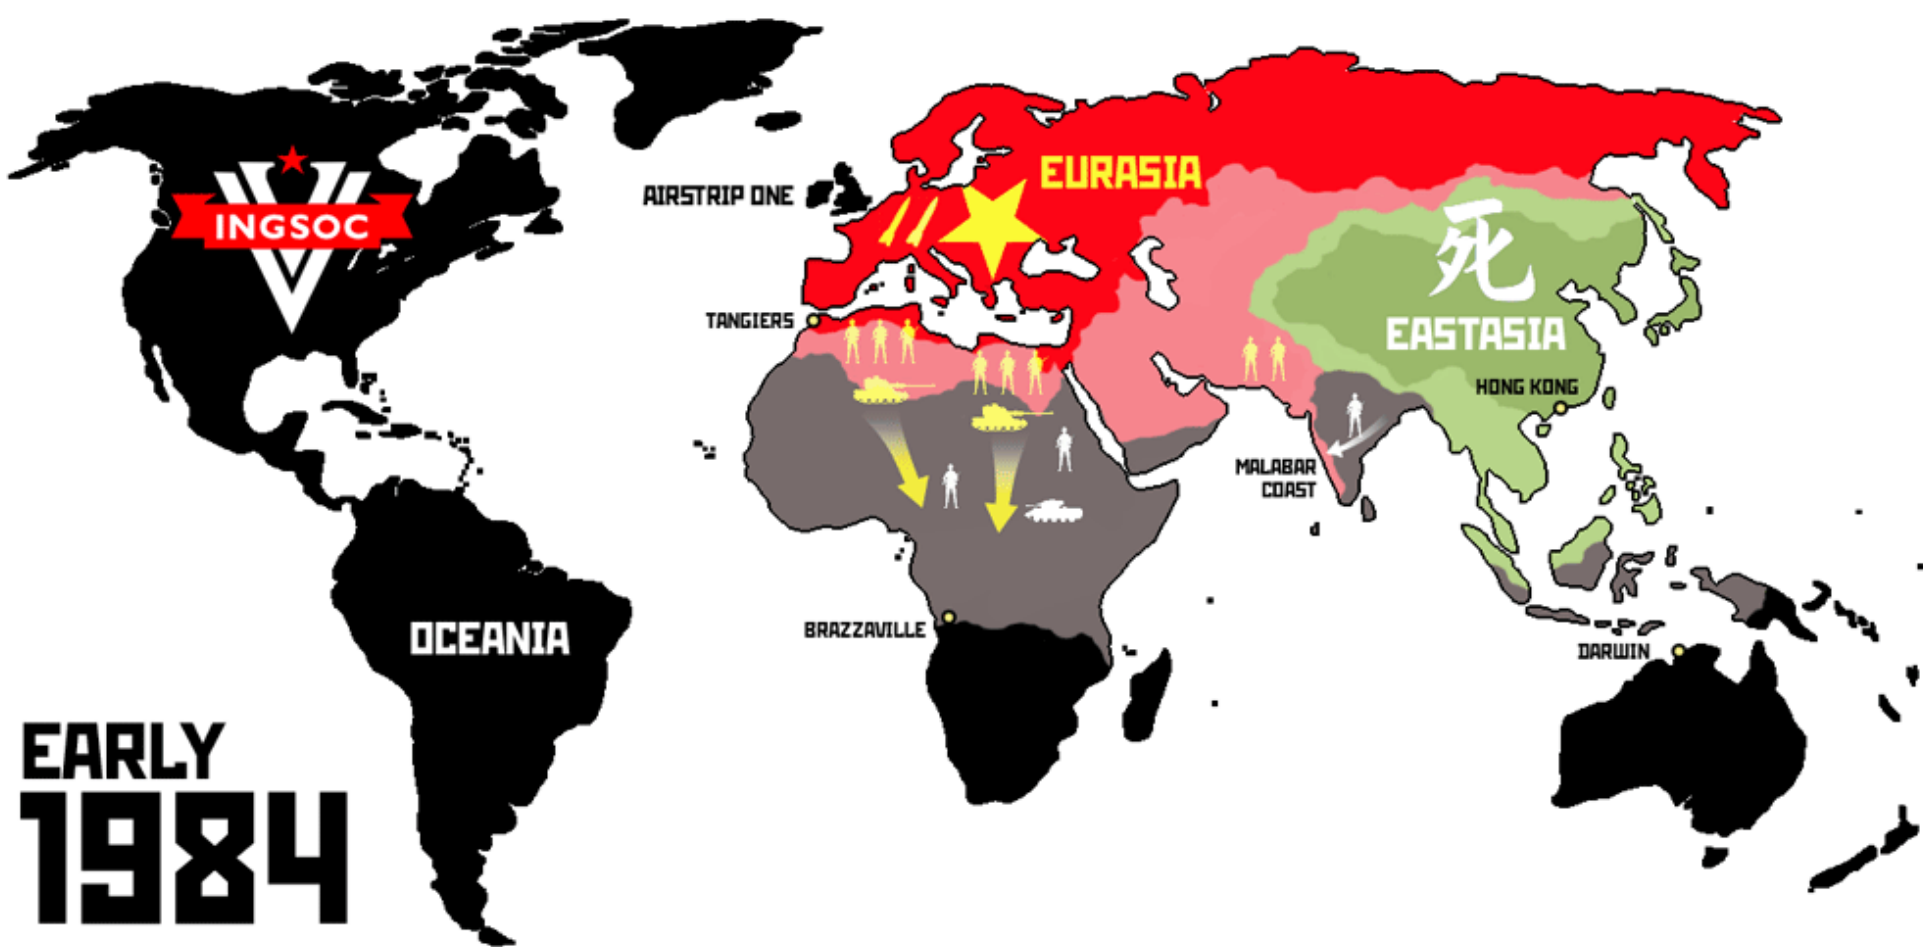 INGSOC
AIRSTRIP ONE
EURASIA
死
TANGIERS
EASTASIA
HONG KONG
MALABAR
COAST
OCEANIA
BRAZZAVILLE
DARWIN
EARLY
1984